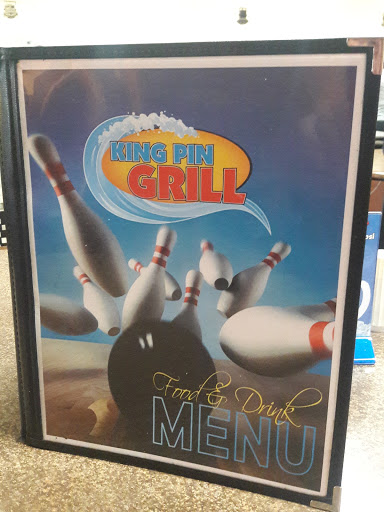 KING PIN
GRILL
Food & Drink
MENU